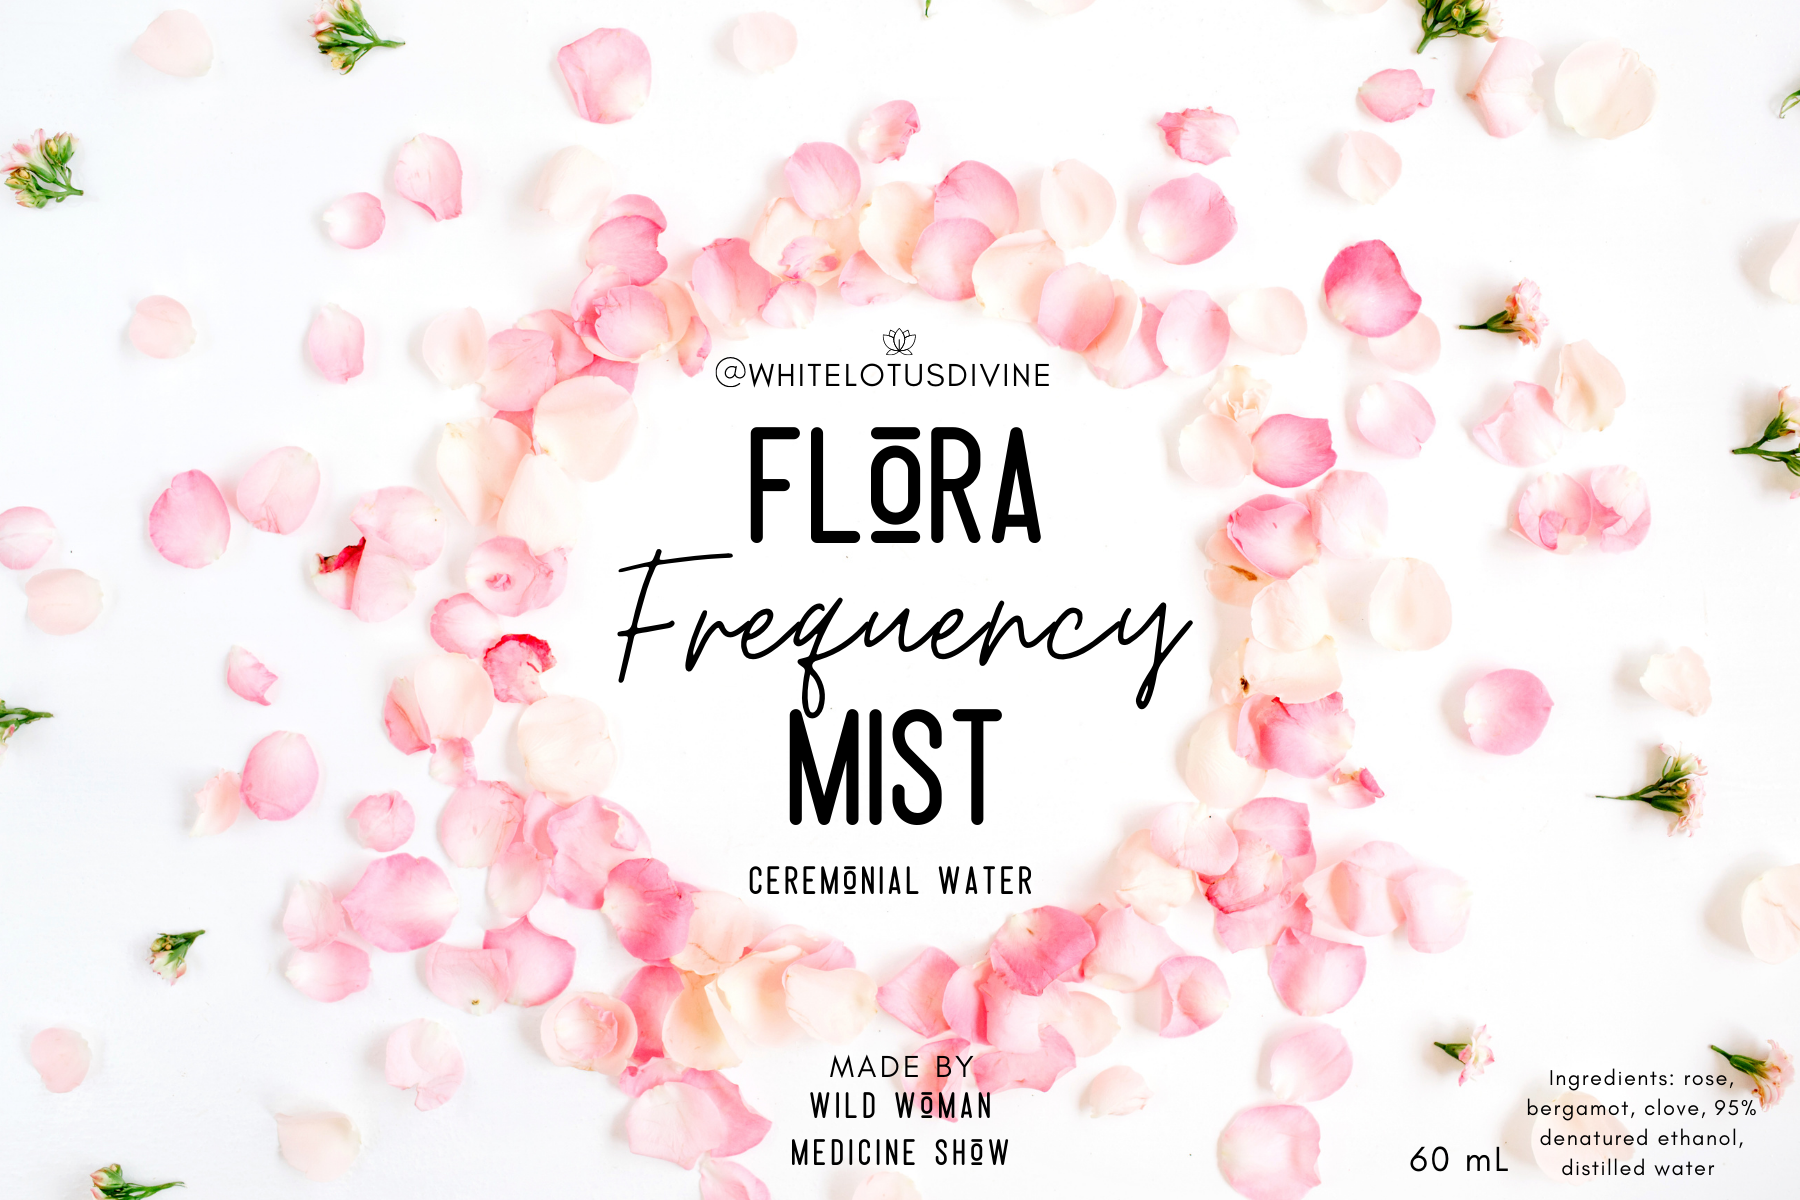 @WHITELOTUSDIVINE
FLŌRA
Frequency
MIST
CEREMŌNIAL WATER
MADE BY
WILD WŌMAN
MEDICINE SHŌW
60 mL
Ingredients: rose,
bergamot, clove, 95%
denatured ethanol,
distilled water